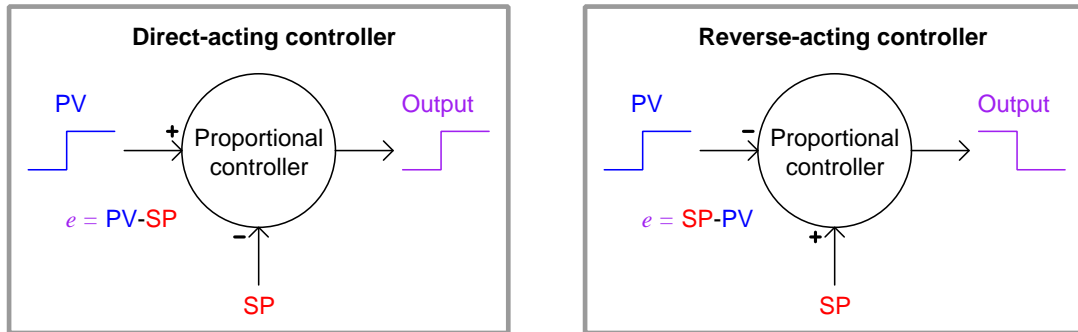 Direct-acting controller
PV
Output
+
Proportional
controller
e = PV-SP
-
SP
Reverse-acting controller
PV
Output
-
Proportional
controller
e = SP-PV
+
SP